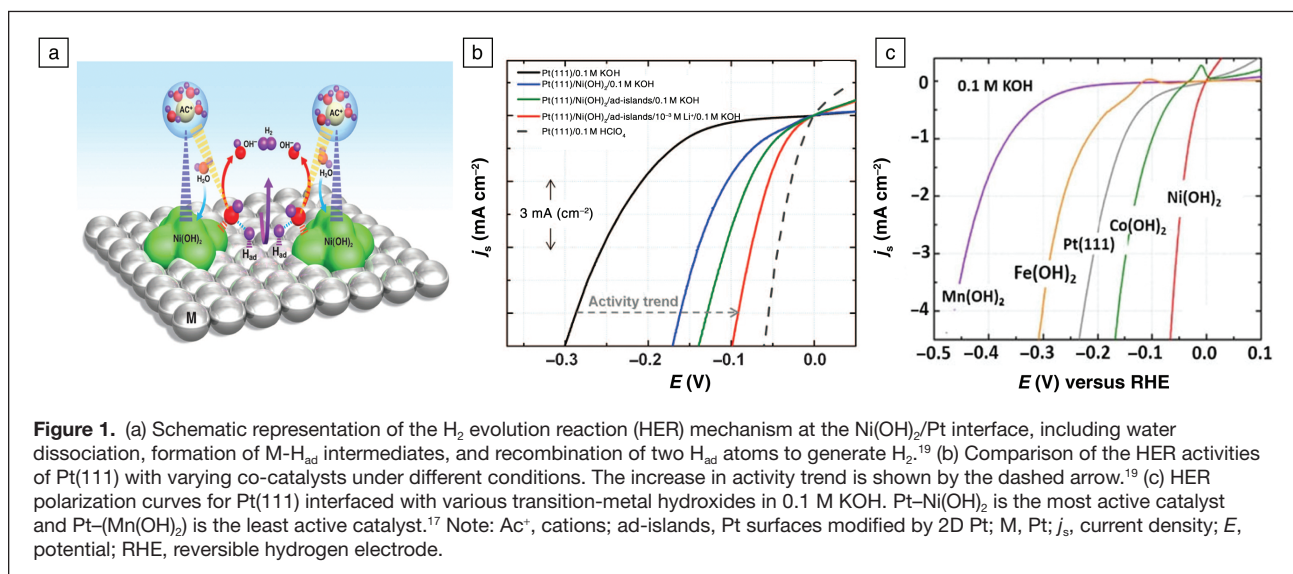 a
AC⁺
AC⁺
H₂
OH⁻
OH⁻
H₂O
H₂O
Ni(OH)₂
Ni(OH)₂
H_ad
H_ad
M
b
Pt(111)/0.1M KOH
Pt(111)/Ni(OH)₂/0.1 M KOH
Pt(111)/Ni(OH)₂/ad-islands/0.1 M KOH
Pt(111)/Ni(OH)₂/ad-islands/10⁻³ M Li⁺/0.1 M KOH
Pt(111)/0.1 M HClO₄
jₛ (mA cm⁻²)
3 mA (cm⁻²)
Activity trend
−0.3 −0.2 −0.1 0.0
E (V)
c
0.1 M KOH
jₛ (mA cm⁻²)
0
−1
−2
−3
−4
Ni(OH)₂
Co(OH)₂
Pt(111)
Fe(OH)₂
Mn(OH)₂
−0.5 −0.4 −0.3 −0.2 −0.1 0.0 0.1
E (V) versus RHE
Figure 1. (a) Schematic representation of the H₂ evolution reaction (HER) mechanism at the Ni(OH)₂/Pt interface, including water
dissociation, formation of M-H_ad intermediates, and recombination of two H_ad atoms to generate H₂.¹⁹ (b) Comparison of the HER activities
of Pt(111) with varying co-catalysts under different conditions. The increase in activity trend is shown by the dashed arrow.¹⁹ (c) HER
polarization curves for Pt(111) interfaced with various transition-metal hydroxides in 0.1 M KOH. Pt–Ni(OH)₂ is the most active catalyst
and Pt–(Mn(OH)₂) is the least active catalyst.¹⁷ Note: Ac⁺, cations; ad-islands, Pt surfaces modified by 2D Pt; M, Pt; jₛ, current density; E,
potential; RHE, reversible hydrogen electrode.